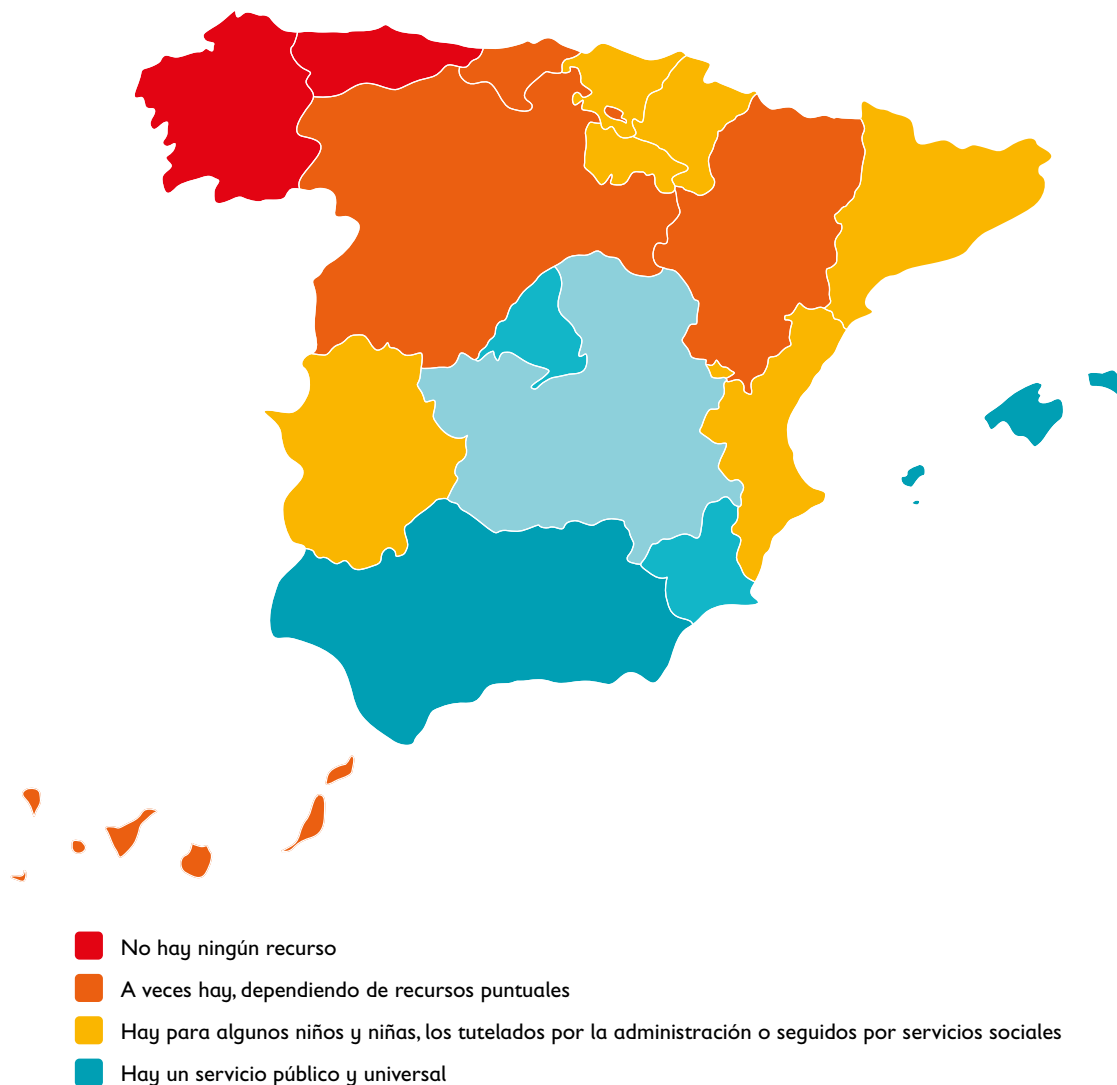 No hay ningún recurso
A veces hay, dependiendo de recursos puntuales
Hay para algunos niños y niñas, los tutelados por la administración o seguidos por servicios sociales
Hay un servicio público y universal